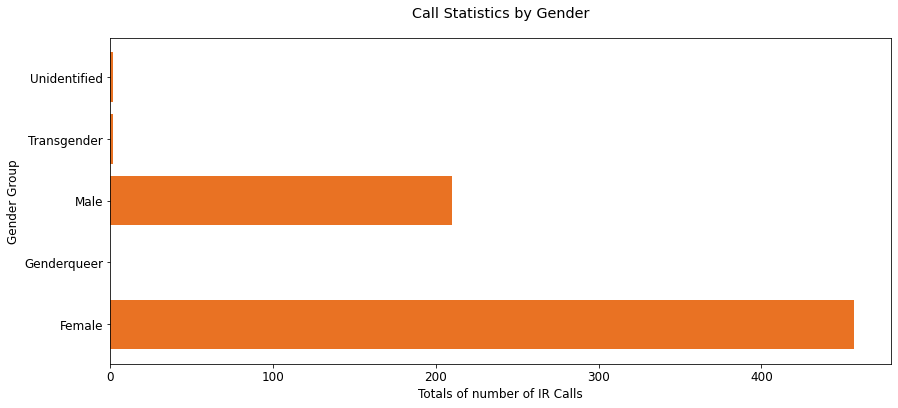 Call Statistics by Gender
Gender Group
Unidentified
Transgender
Male
Genderqueer
Female
0 100 200 300 400
Totals of number of IR Calls